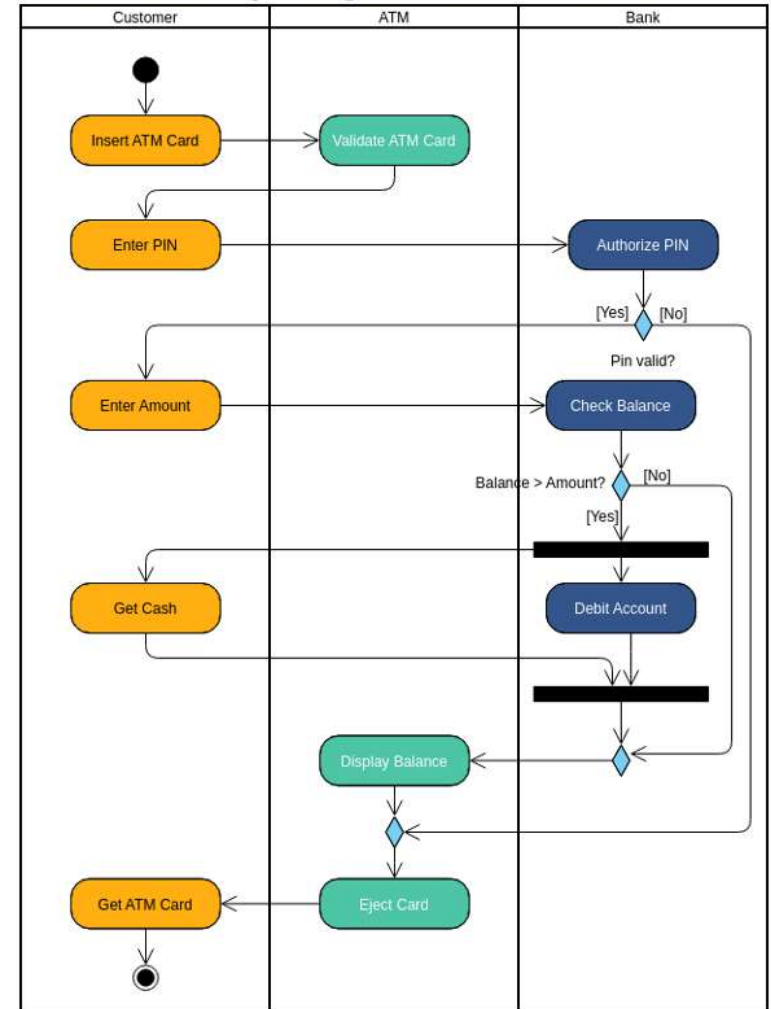 Customer
ATM
Bank
Insert ATM Card
Validate ATM Card
Enter PIN
Authorize PIN
[Yes]
[No]
Pin valid?
Enter Amount
Check Balance
Balance > Amount?
[No]
[Yes]
Get Cash
Debit Account
Display Balance
Get ATM Card
Eject Card